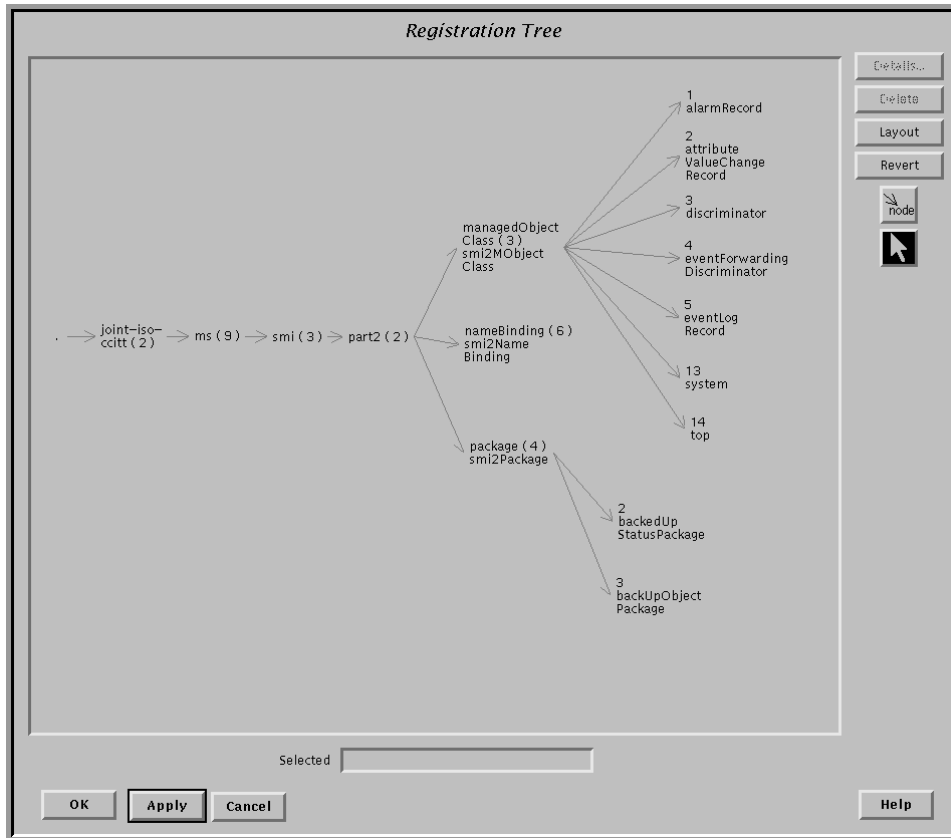 Registration Tree
Details...
Delete
Layout
Revert
node
1
alarmRecord
2
attribute
ValueChange
Record
3
discriminator
managedObject
Class (3)
smi2MObject
Class
4
eventForwarding
Discriminator
5
eventLog
Record
.
joint-iso-
ccitt (2)
ms (9)
smi (3)
part2 (2)
nameBinding (6)
smi2Name
Binding
13
system
14
top
package (4)
smi2Package
2
backedUp
StatusPackage
3
backUpObject
Package
Selected
OK
Apply
Cancel
Help